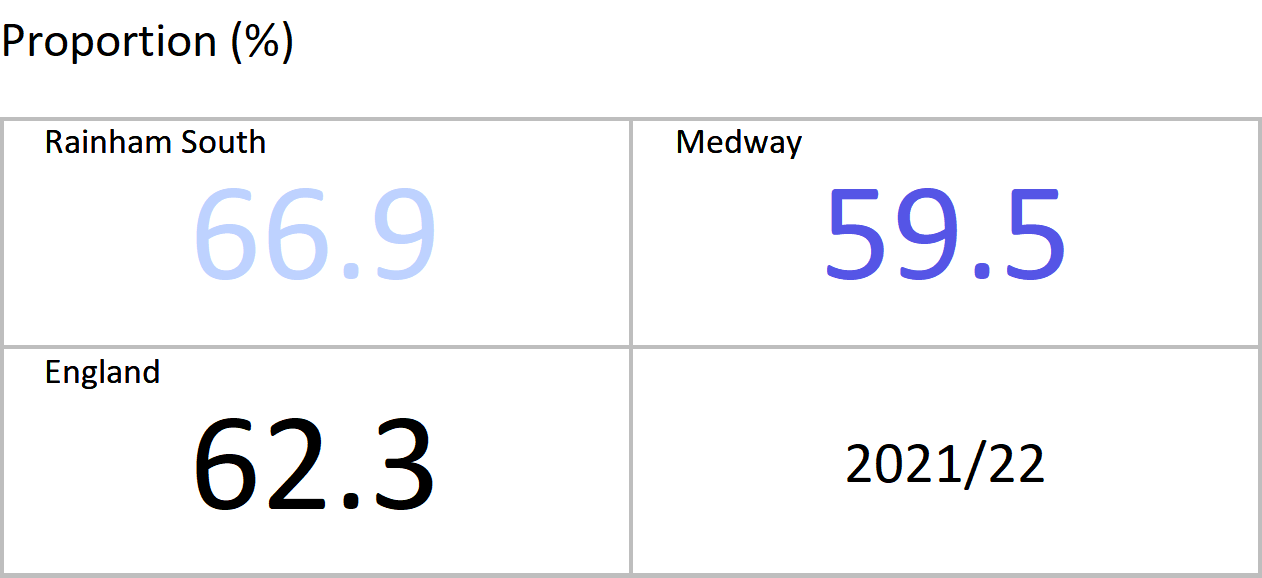 Proportion (%)
Rainham South
66.9
Medway
59.5
England
62.3
2021/22